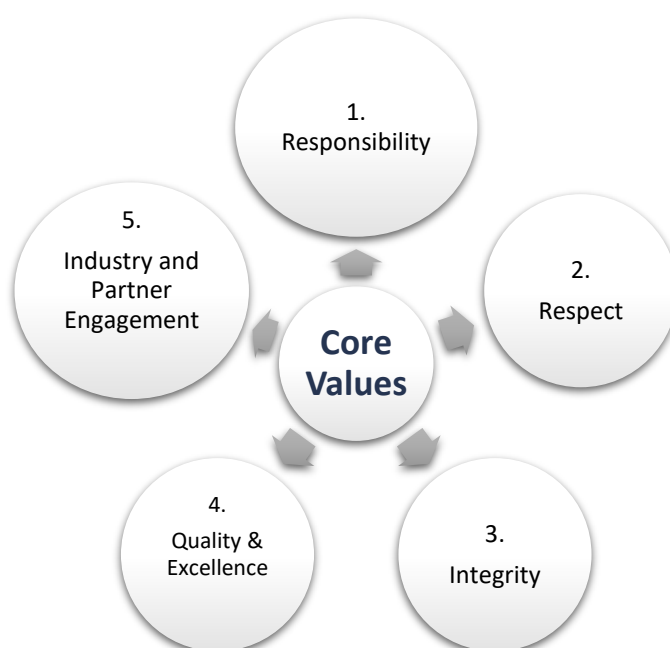 1.
Responsibility
2.
Respect
3.
Integrity
4.
Quality &
Excellence
5.
Industry and
Partner
Engagement
Core
Values